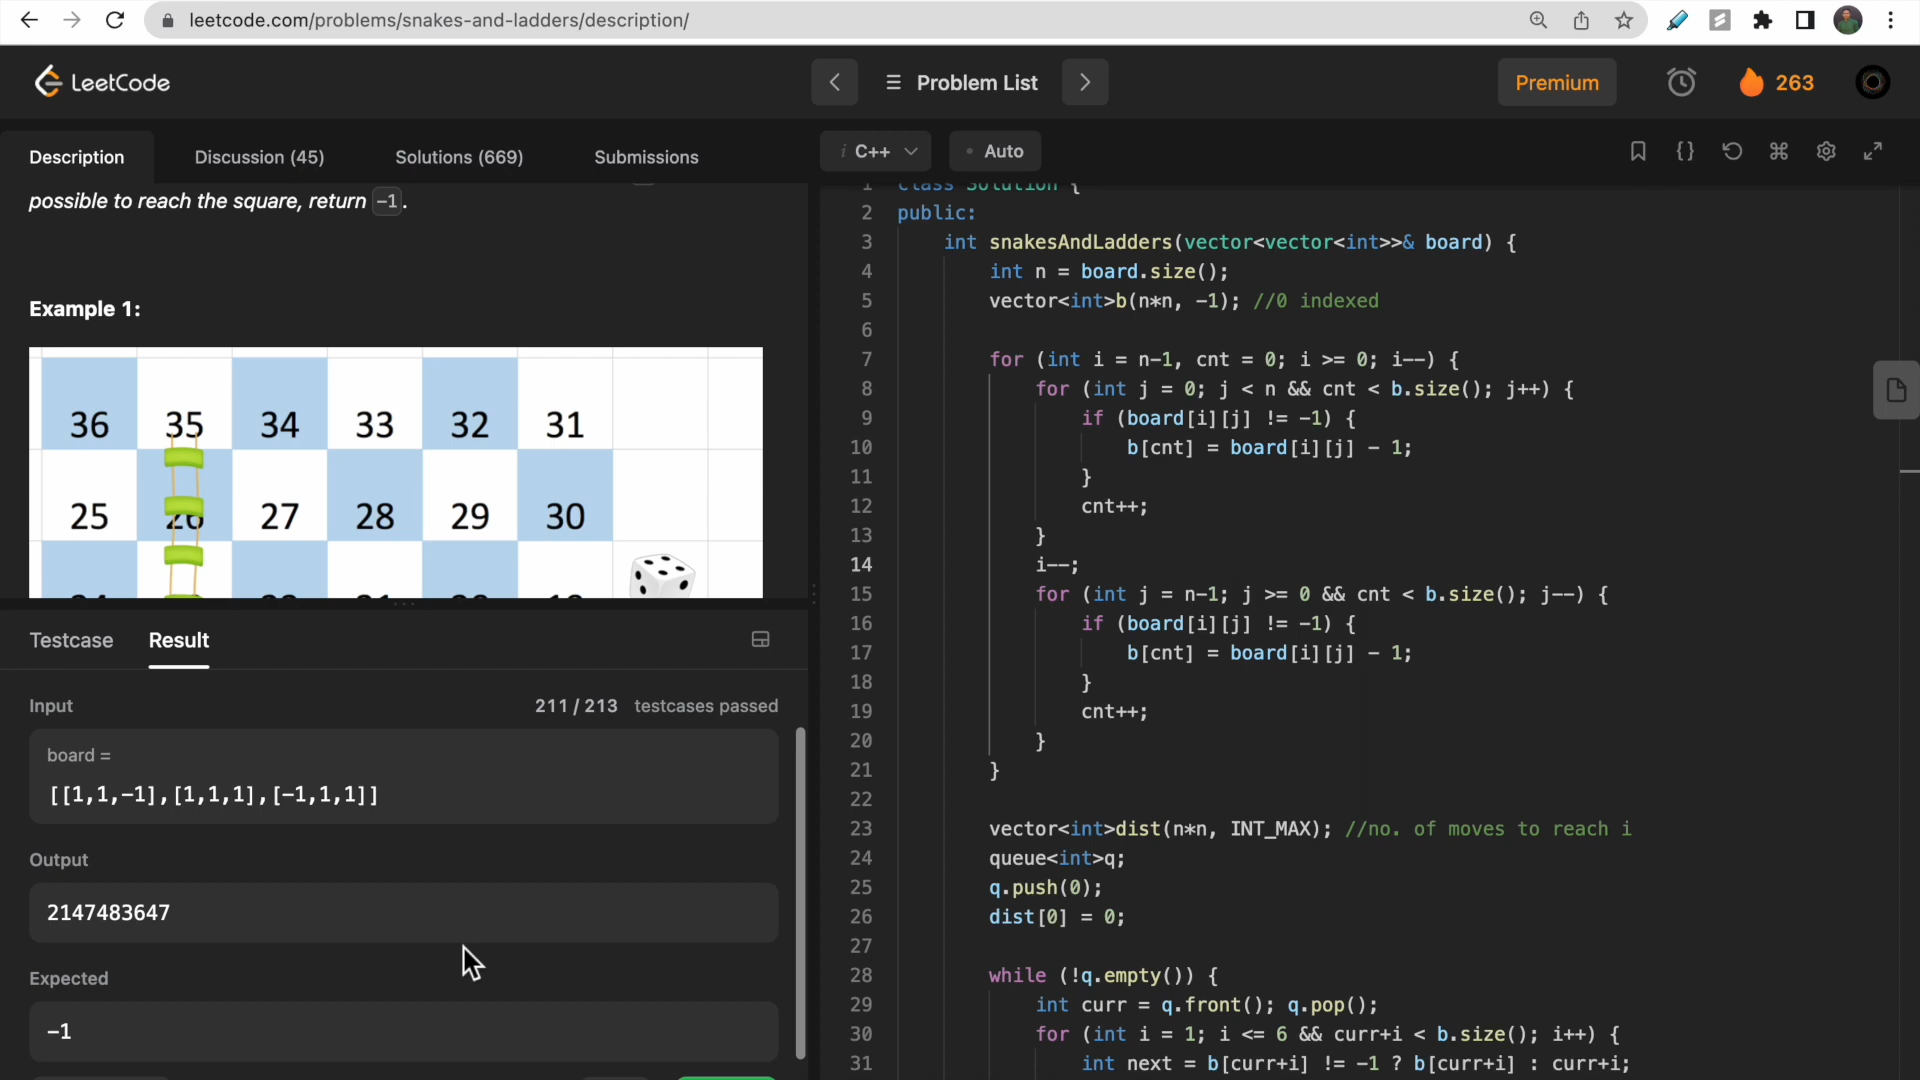 leetcode.com/problems/snakes-and-ladders/description/
LeetCode
Problem List
Premium
263
Description
Discussion (45)
Solutions (669)
Submissions
i C++
Auto
possible to reach the square, return -1.
Example 1:
36 35 34 33 32 31
25 26 27 28 29 30
Testcase
Result
Input
211 / 213 testcases passed
board =
[[1,1,-1],[1,1,1],[-1,1,1]]
Output
2147483647
Expected
-1
1 class Solution {
2 public:
3 int snakesAndLadders(vector<vector<int>>& board) {
4 int n = board.size();
5 vector<int>b(n*n, -1); //0 indexed
6
7 for (int i = n-1, cnt = 0; i >= 0; i--) {
8 for (int j = 0; j < n && cnt < b.size(); j++) {
9 if (board[i][j] != -1) {
10 b[cnt] = board[i][j] - 1;
11 }
12 cnt++;
13 }
14 i--;
15 for (int j = n-1; j >= 0 && cnt < b.size(); j--) {
16 if (board[i][j] != -1) {
17 b[cnt] = board[i][j] - 1;
18 }
19 cnt++;
20 }
21 }
22
23 vector<int>dist(n*n, INT_MAX); //no. of moves to reach i
24 queue<int>q;
25 q.push(0);
26 dist[0] = 0;
27
28 while (!q.empty()) {
29 int curr = q.front(); q.pop();
30 for (int i = 1; i <= 6 && curr+i < b.size(); i++) {
31 int next = b[curr+i] != -1 ? b[curr+i] : curr+i;